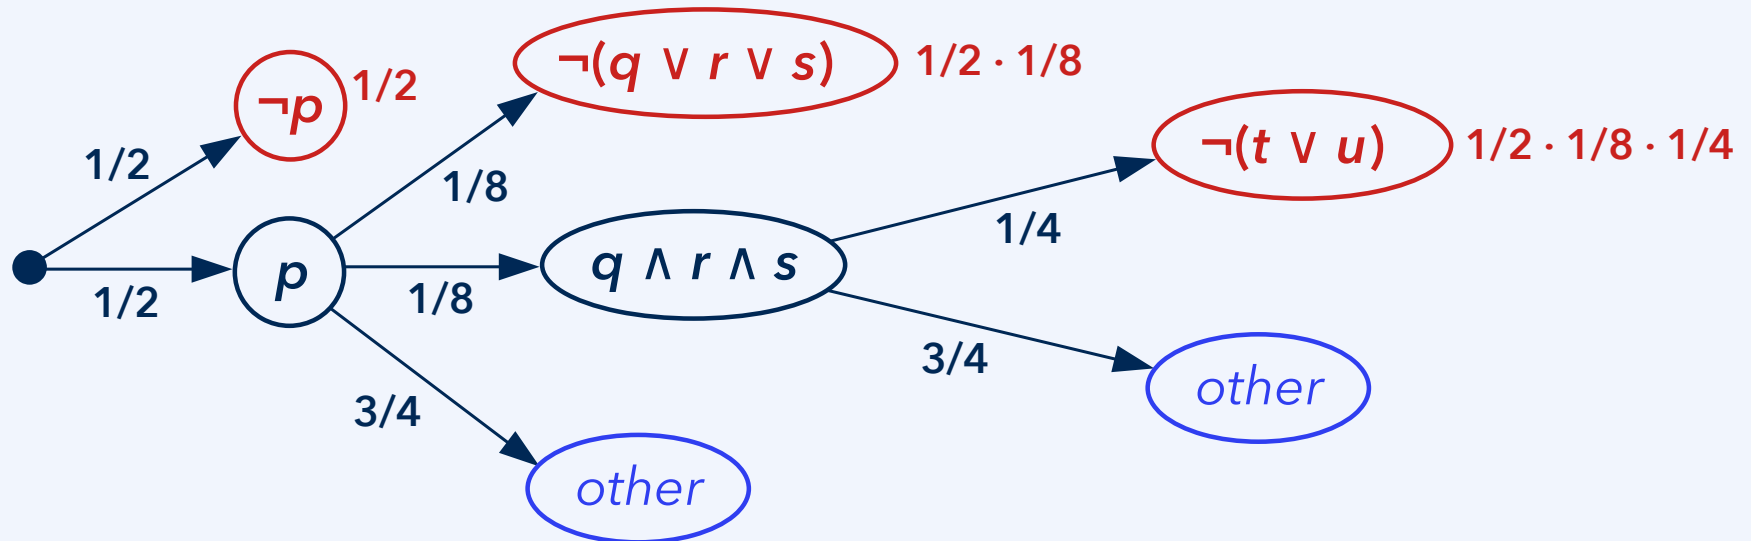 ¬(q ∨ r ∨ s) 1/2 · 1/8
¬p 1/2
¬(t ∨ u) 1/2 · 1/8 · 1/4
1/2
1/8
1/4
p
q ∧ r ∧ s
1/2
1/8
3/4
other
3/4
other